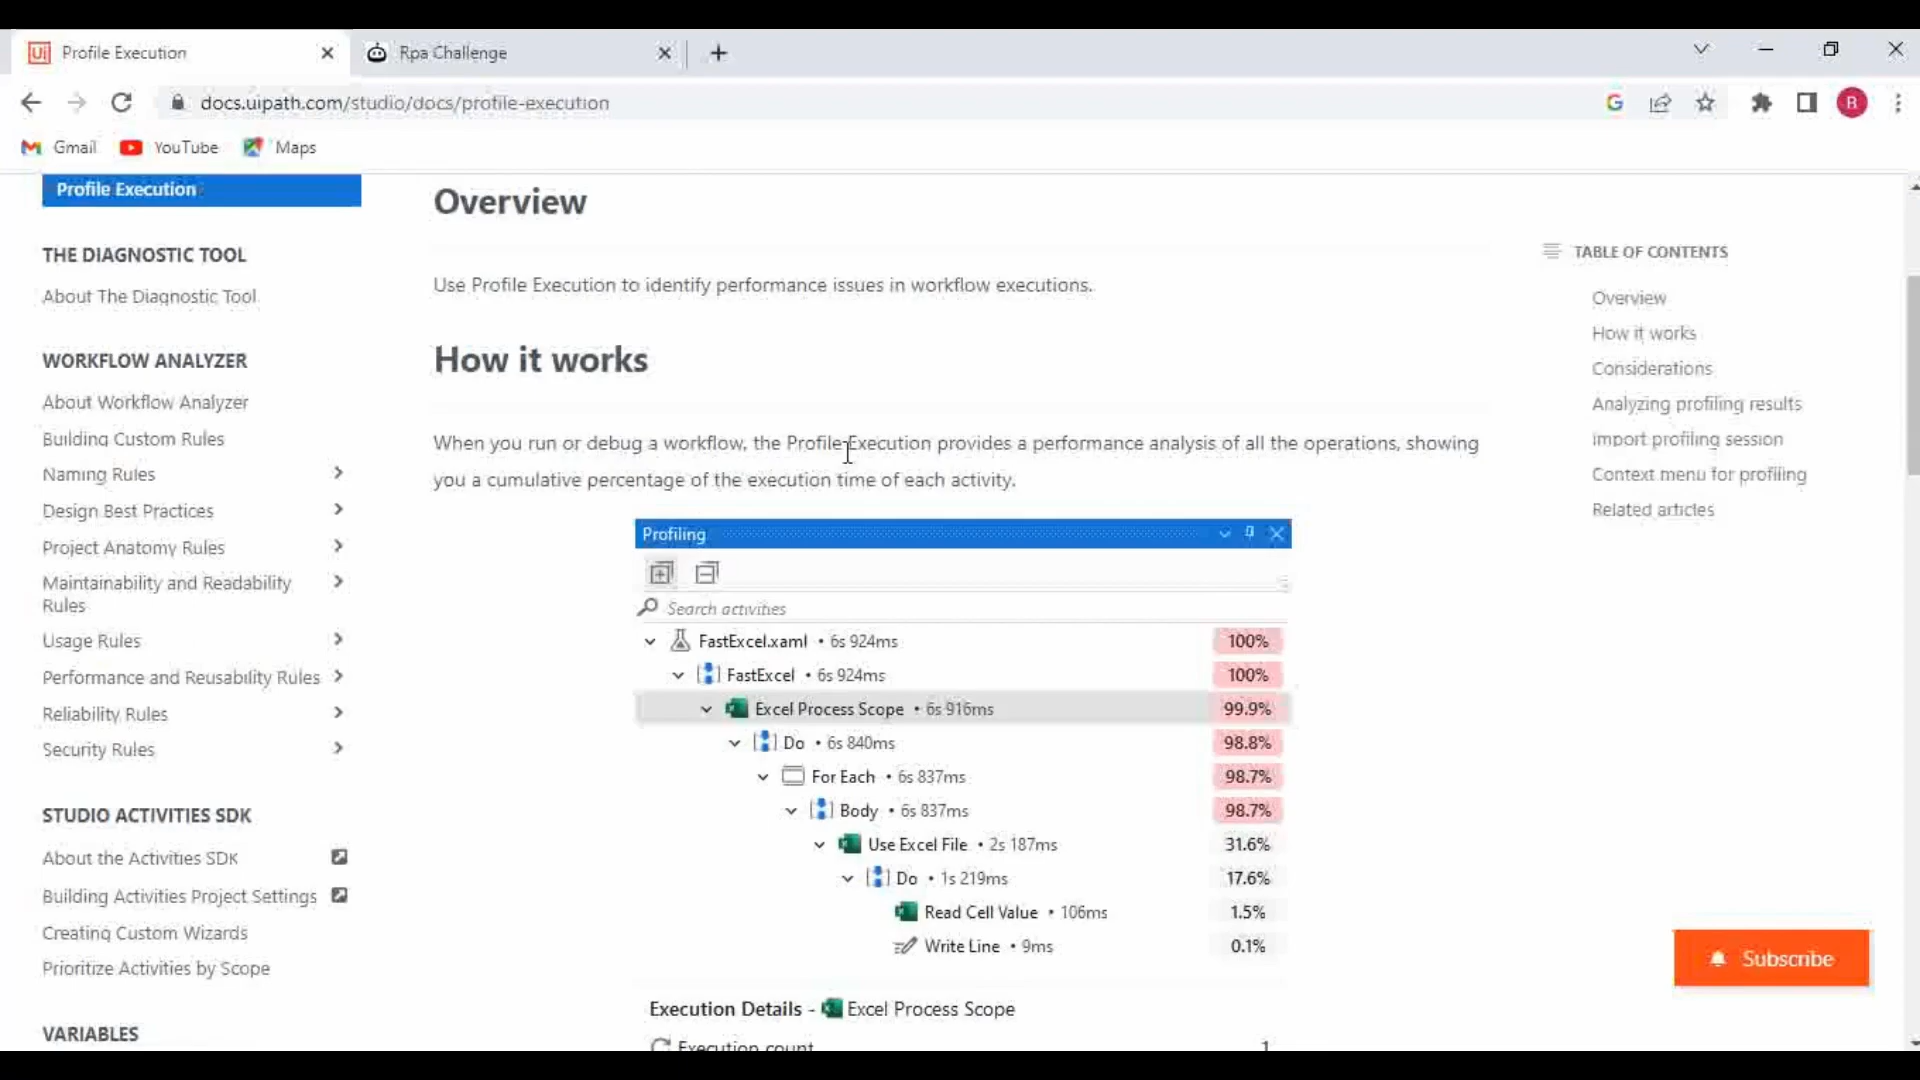 Profile Execution
Rpa Challenge
docs.uipath.com/studio/docs/profile-execution
R
Gmail
YouTube
Maps
Profile Execution
THE DIAGNOSTIC TOOL
About The Diagnostic Tool
WORKFLOW ANALYZER
About Workflow Analyzer
Building Custom Rules
Naming Rules
Design Best Practices
Project Anatomy Rules
Maintainability and Readability
Rules
Usage Rules
Performance and Reusability Rules
Reliability Rules
Security Rules
STUDIO ACTIVITIES SDK
About the Activities SDK
Building Activities Project Settings
Creating Custom Wizards
Prioritize Activities by Scope
VARIABLES
Overview
Use Profile Execution to identify performance issues in workflow executions.
How it works
When you run or debug a workflow, the Profile Execution provides a performance analysis of all the operations, showing
you a cumulative percentage of the execution time of each activity.
Profiling
Search activities
FastExcel.xaml • 6s 924ms 100%
FastExcel • 6s 924ms 100%
Excel Process Scope • 6s 916ms 99.9%
Do • 6s 840ms 98.8%
For Each • 6s 837ms 98.7%
Body • 6s 837ms 98.7%
Use Excel File • 2s 187ms 31.6%
Do • 1s 219ms 17.6%
Read Cell Value • 106ms 1.5%
Write Line • 9ms 0.1%
Execution Details - Excel Process Scope
Execution count 1
TABLE OF CONTENTS
Overview
How it works
Considerations
Analyzing profiling results
Import profiling session
Context menu for profiling
Related articles
Subscribe